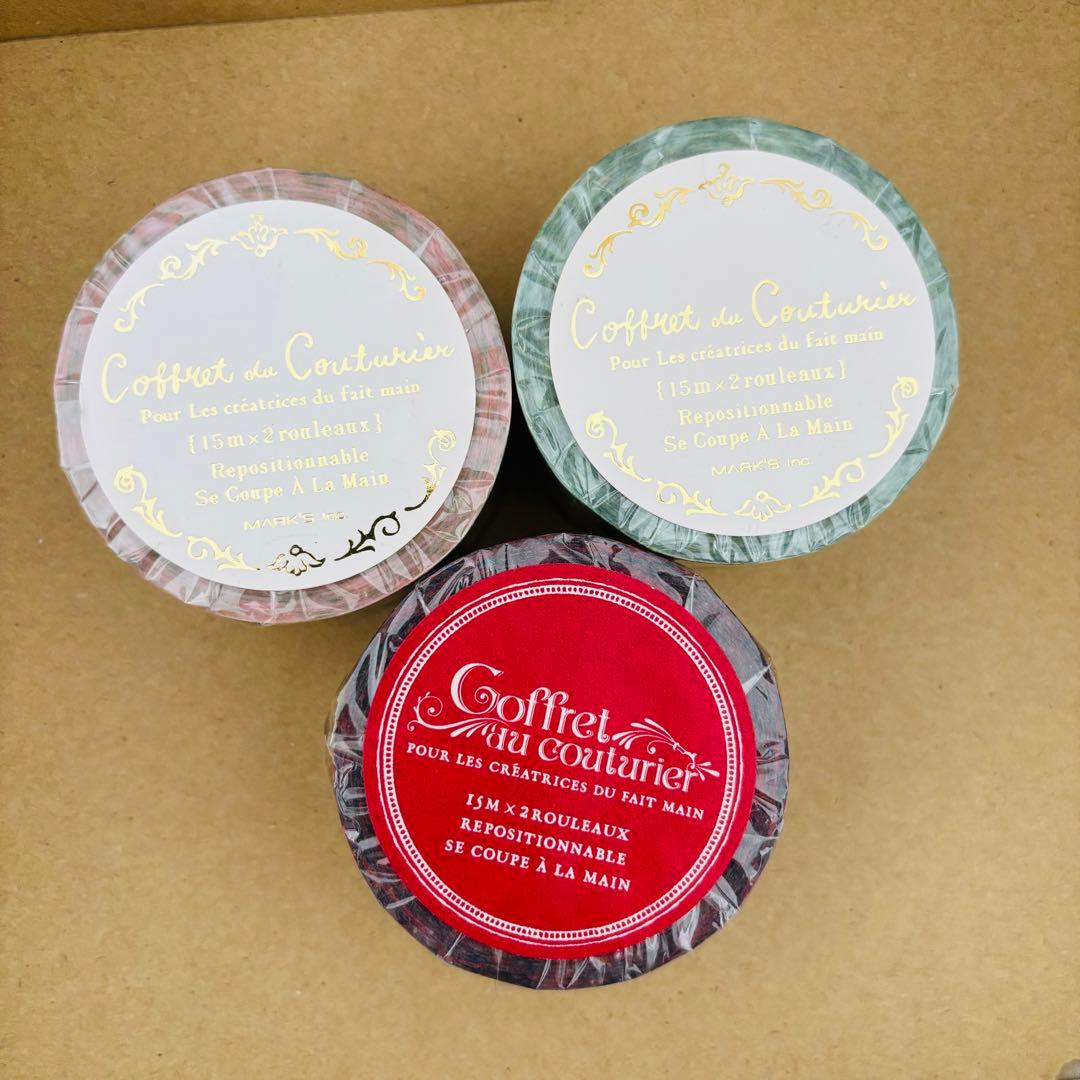 Coffret du Couturier
Pour Les créatrices du fait main
{15m×2rouleaux}
Repositionnable
Se Coupe A La Main
MARK'S Inc.
Coffret du Couturier
Pour Les créatrices du fait main
{15m×2rouleaux}
Repositionnable
Se Coupe A La Main
MARK'S Inc.
Coffret
du couturier
POUR LES CRÉATRICES DU FAIT MAIN
15M×2ROULEAUX
REPOSITIONNABLE
SE COUPE À LA MAIN